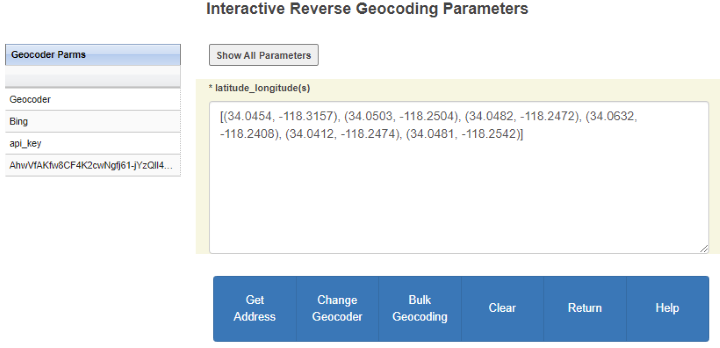 Interactive Reverse Geocoding Parameters
Geocoder Parms
Geocoder
Bing
api_key
AhwVfAKfw8CF4K2cwNgfj61-jYzQIl4...
Show All Parameters
* latitude_longitude(s)
[(34.0454, -118.3157), (34.0503, -118.2504), (34.0482, -118.2472), (34.0632,
-118.2408), (34.0412, -118.2474), (34.0481, -118.2542)]
Get
Address
Change
Geocoder
Bulk
Geocoding
Clear
Return
Help